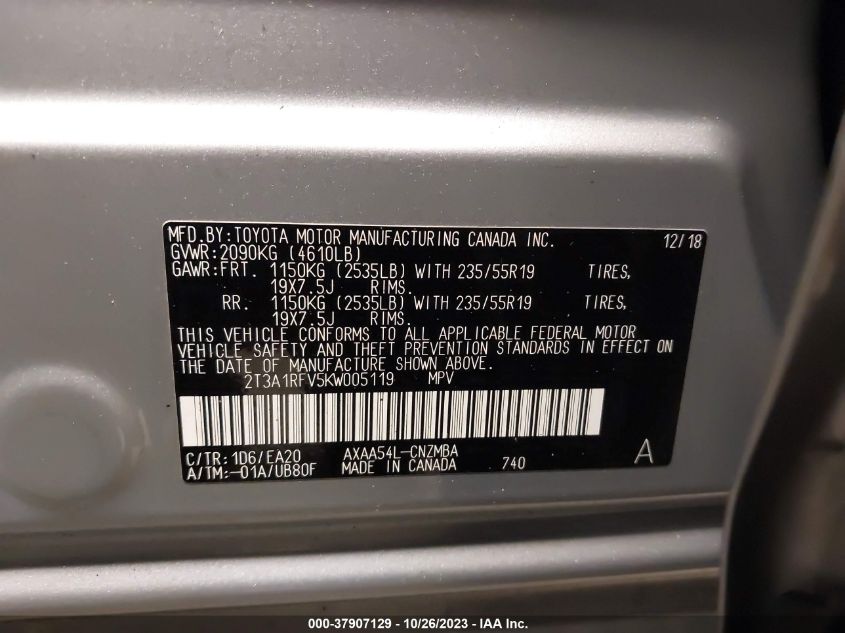 MFD.BY:TOYOTA MOTOR MANUFACTURING CANADA INC. 12/18
GVWR:2090KG (4610LB)
GAWR:FRT. 1150KG (2535LB) WITH 235/55R19 TIRES,
19X7.5J RIMS.
RR. 1150KG (2535LB) WITH 235/55R19 TIRES,
19X7.5J RIMS.
THIS VEHICLE CONFORMS TO ALL APPLICABLE FEDERAL MOTOR
VEHICLE SAFETY AND THEFT PREVENTION STANDARDS IN EFFECT ON
THE DATE OF MANUFACTURE SHOWN ABOVE.
2T3A1RFV5KW005119 MPV
C/TR:1D6/EA20 AXAA54L-CNZMBA
A/TM:-01A/UB80F MADE IN CANADA 740 A
000-37907129 - 10/26/2023 - IAA Inc.